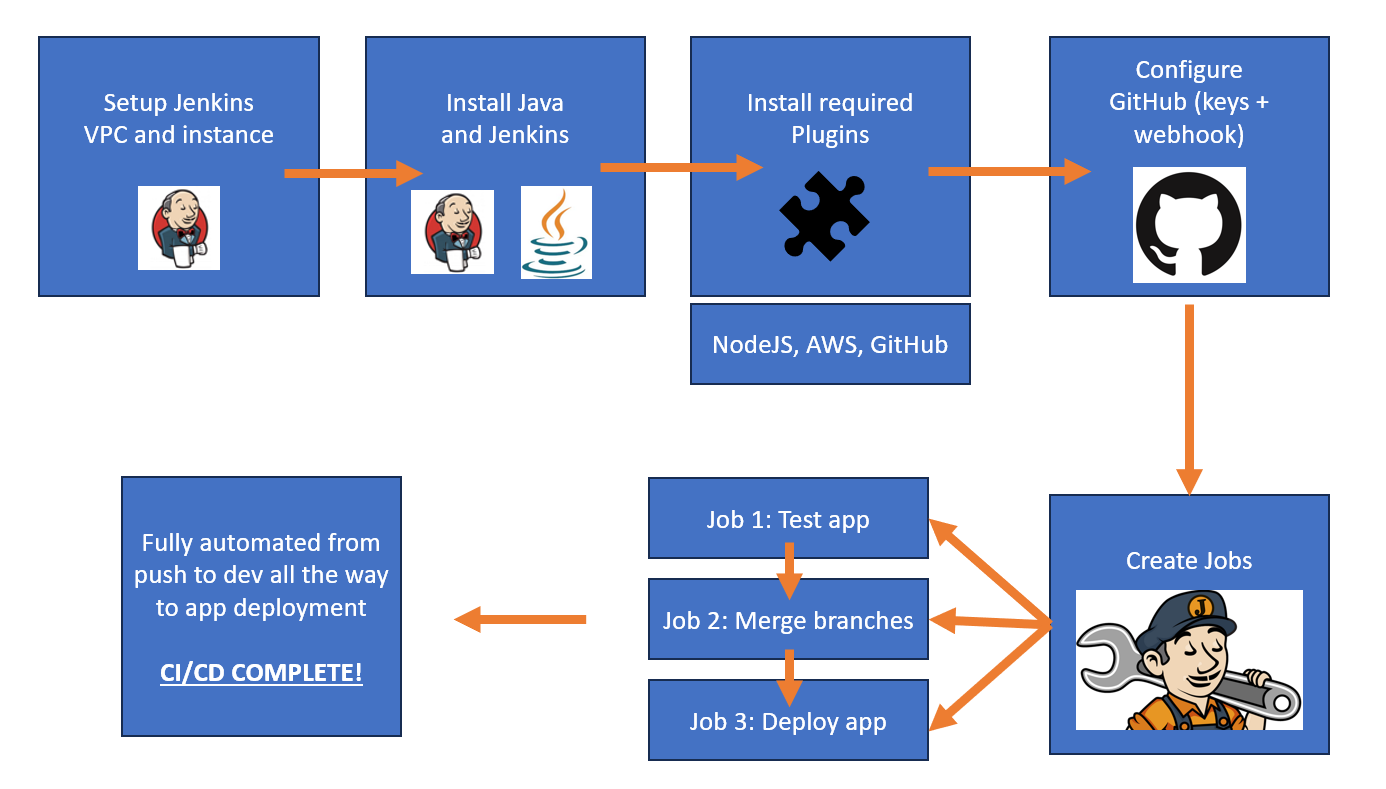 Setup Jenkins
VPC and instance
Install Java
and Jenkins
Install required
Plugins
Configure
GitHub (keys +
webhook)
NodeJS, AWS, GitHub
Fully automated from
push to dev all the way
to app deployment
CI/CD COMPLETE!
Job 1: Test app
Job 2: Merge branches
Job 3: Deploy app
Create Jobs
J